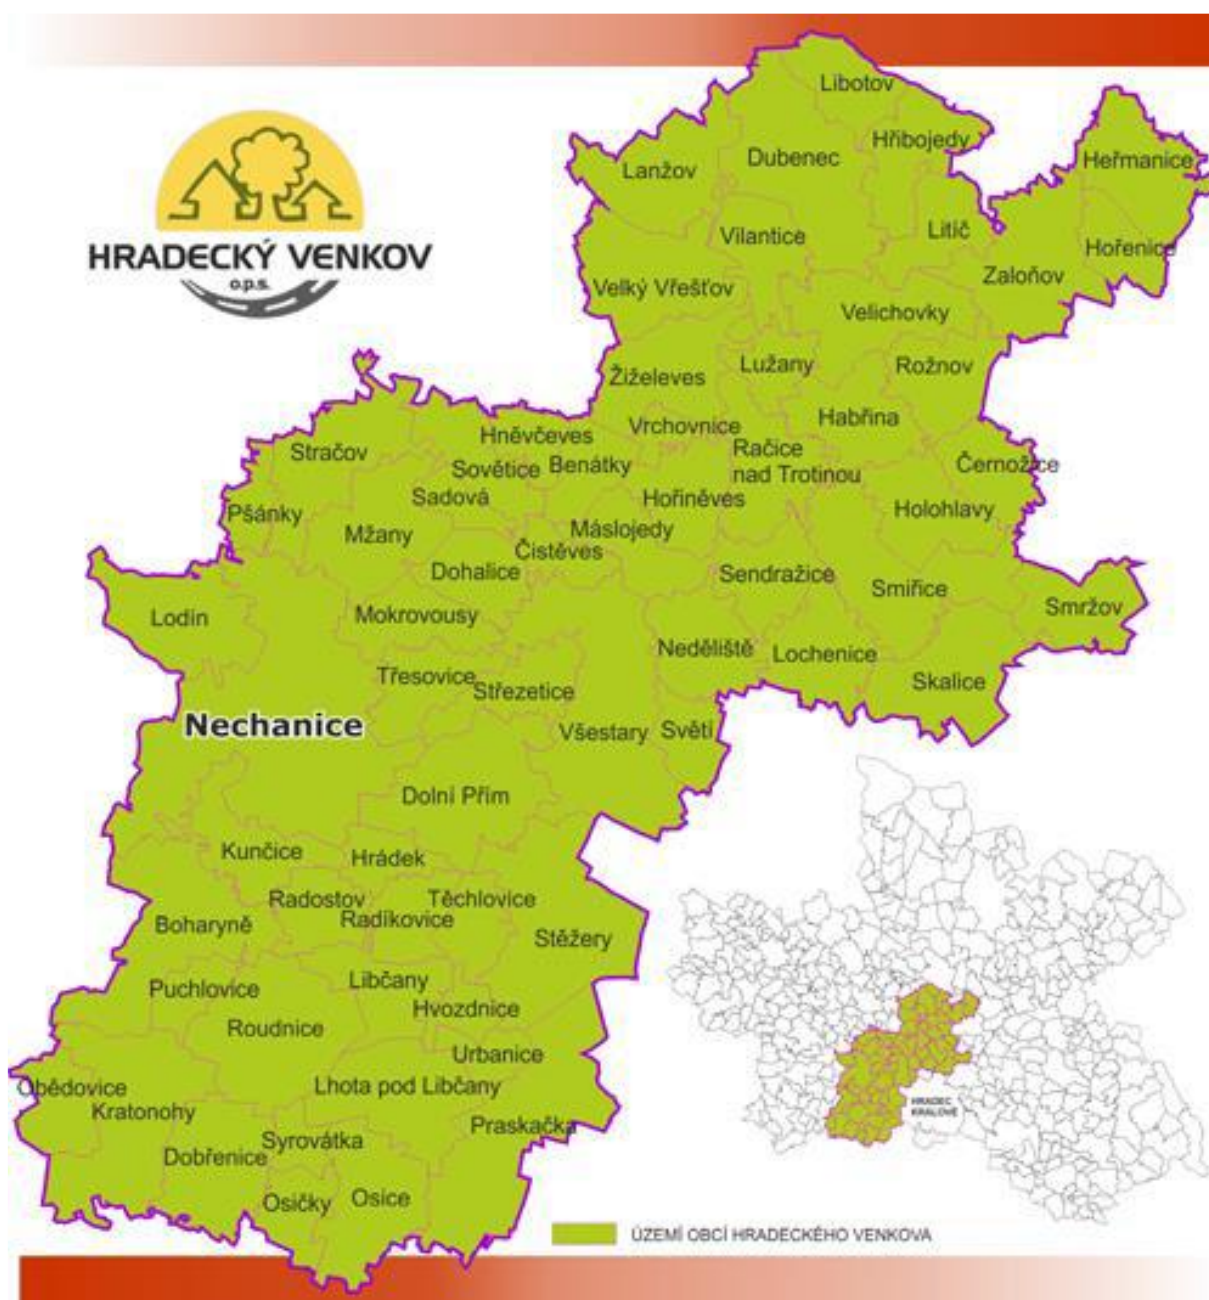 HRADECKÝ VENKOV
o.p.s.
Libotov
Hřibojedy
Dubenec
Lanžov
Heřmanice
Vilantice
Litíč
Hořenice
Zaloňov
Velký Vřešťov
Velichovky
Lužany
Rožnov
Žiželeves
Habřina
Vrchovnice
Hněvčeves
Račice
nad Trotinou
Stračov
Sovětice
Benátky
Černožice
Sadová
Hořiněves
Holohlavy
Pšánky
Mžany
Máslojedy
Čistěves
Dohalice
Sendražice
Smiřice
Smržov
Lodín
Mokrovousy
Neděliště
Lochenice
Třesovice
Střezetice
Skalice
Nechanice
Všestary
Světí
Dolní Přím
Kunčice
Hrádek
Radostov
Těchlovice
Radíkovice
Boharyně
Stěžery
Libčany
Puchlovice
Hvozdnice
Roudnice
Urbanice
Obědovice
Lhota pod Libčany
Kratonohy
Praskačka
Syrovátka
Dobřenice
Osičky
Osice
HRADEC
KRÁLOVÉ
ÚZEMÍ OBCÍ HRADECKÉHO VENKOVA